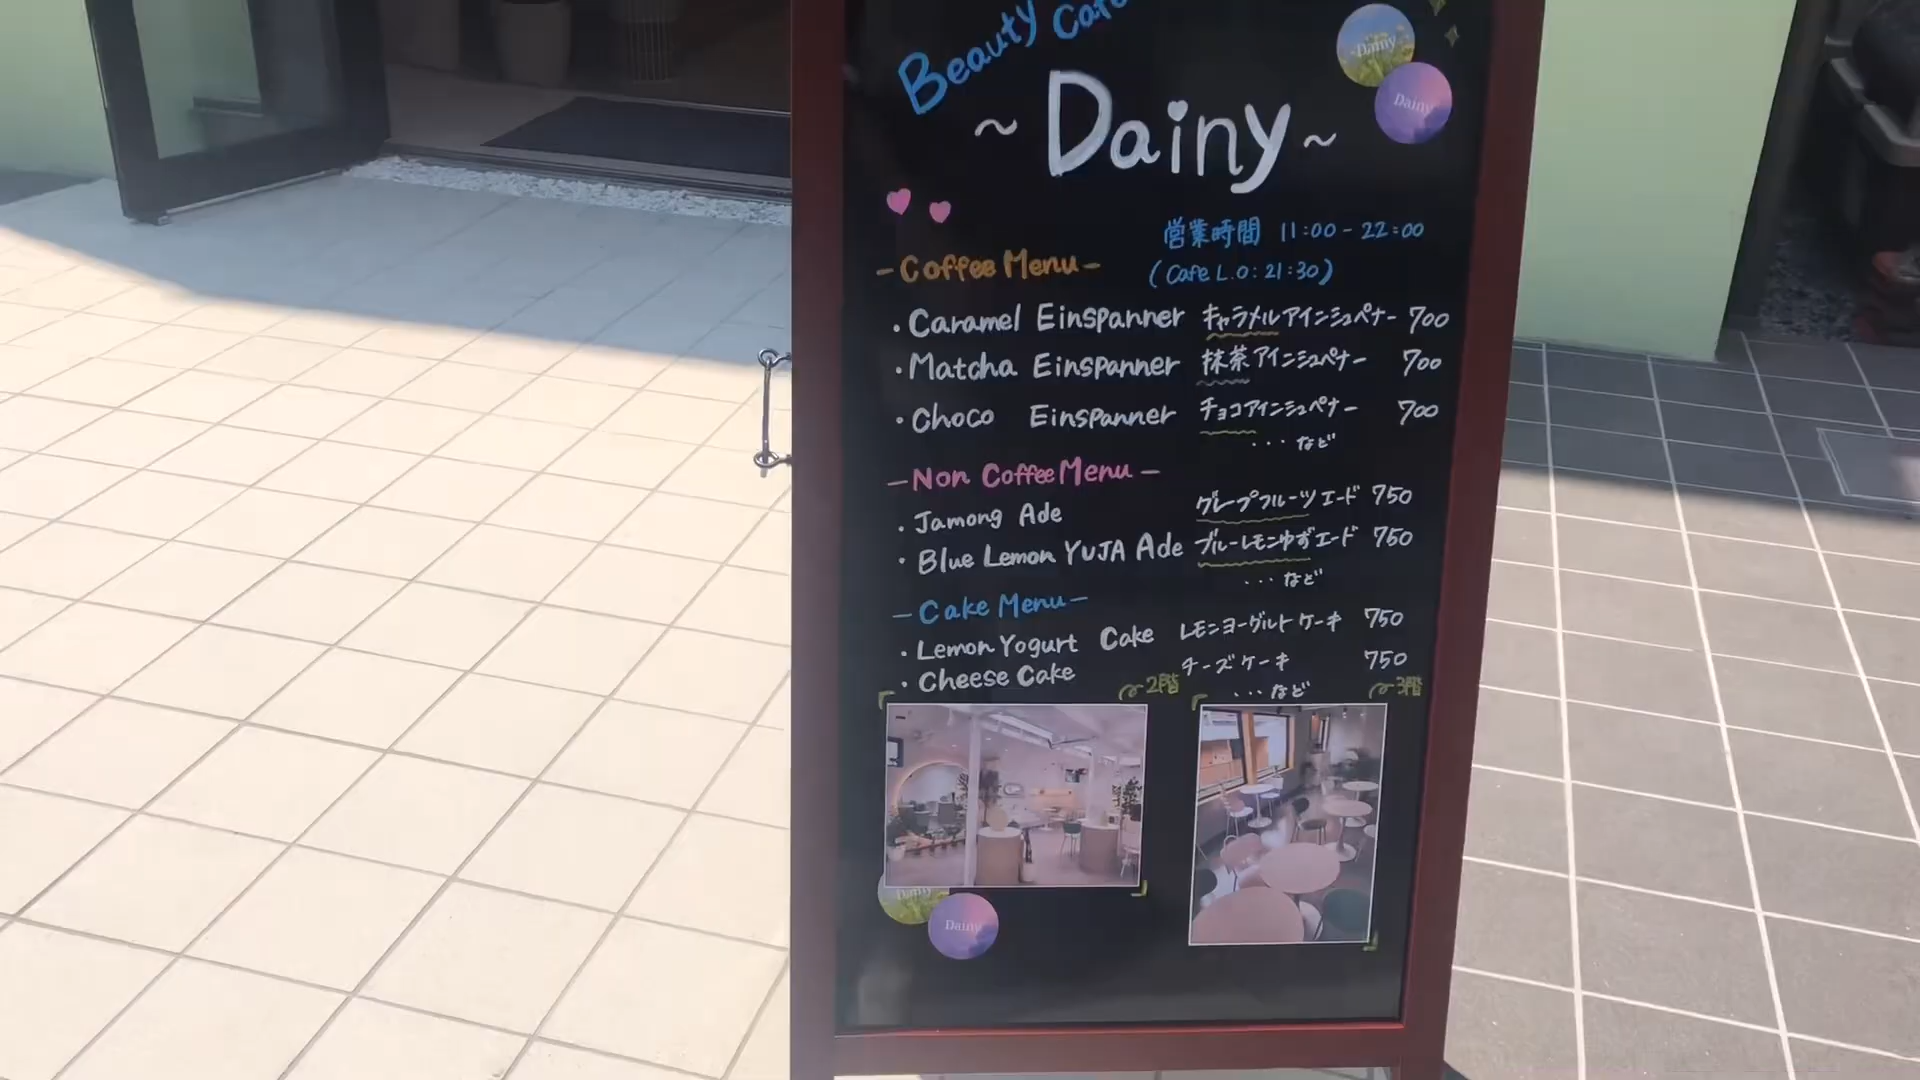 Beauty Cafe
~Dainy~
Dainy
Dainy
営業時間 11:00-22:00
-Coffee Menu-
(Cafe L.O:21:30)
・Caramel Einspanner キャラメルアインシュペナー 700
・Matcha Einspanner 抹茶アインシュペナー 700
・Choco Einspanner チョコアインシュペナー 700
・・・など
-Non Coffee Menu-
・Jamong Ade グレープフルーツエード 750
・Blue Lemon YUJA Ade ブルーレモンゆずエード 750
・・・など
-Cake Menu-
・Lemon Yogurt Cake レモンヨーグルトケーキ 750
・Cheese Cake チーズケーキ 750
・・・など
2階
3階
Dainy
Dainy